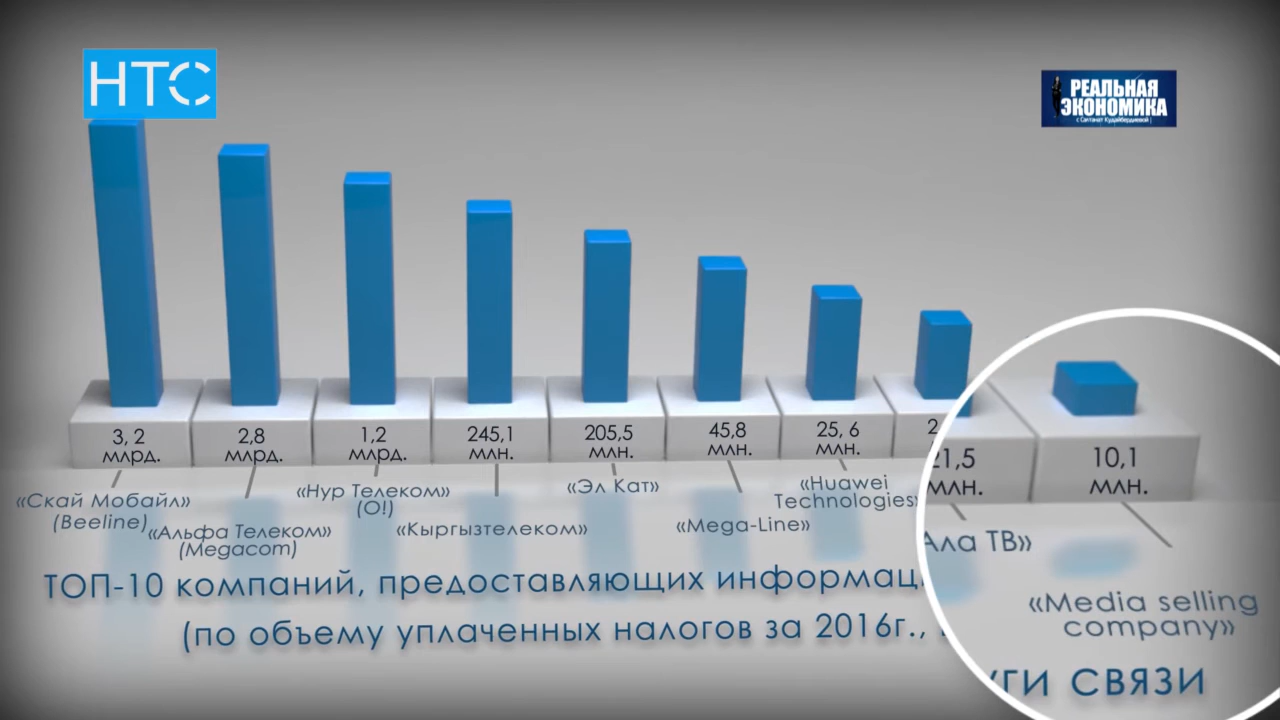 НТС
РЕАЛЬНАЯ
ЭКОНОМИКА
с Салтанат Кудайбердиевой
3, 2
млрд.
2,8
млрд.
1,2
млрд.
245,1
млн.
205,5
млн.
45,8
млн.
25, 6
млн.
2
21,5
млн.
10,1
млн.
«Скай Мобайл»
(Beeline)
«Альфа Телеком»
(Megacom)
«Нур Телеком»
(О!)
«Кыргызтелеком»
«Эл Кат»
«Mega-Line»
«Huawei
Technologies»
Ала ТВ»
«Media selling
company»
ТОП-10 компаний, предоставляющих информац
(по объему уплаченных налогов за 2016г.,
уги связи